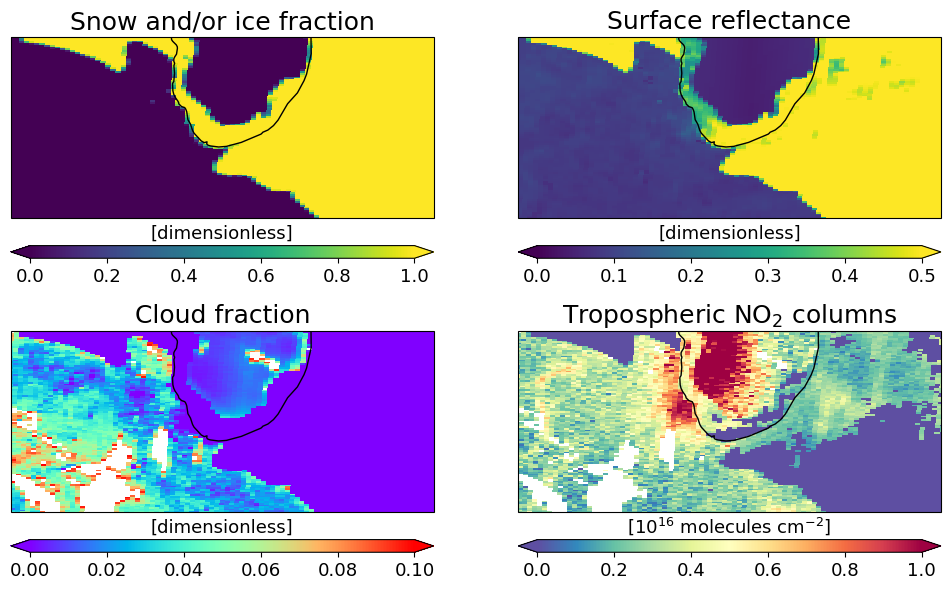 Snow and/or ice fraction
Surface reflectance
[dimensionless]
[dimensionless]
0.0 0.2 0.4 0.6 0.8 1.0
0.0 0.1 0.2 0.3 0.4 0.5
Cloud fraction
Tropospheric NO₂ columns
[dimensionless]
[10¹⁶ molecules cm⁻²]
0.00 0.02 0.04 0.06 0.08 0.10
0.0 0.2 0.4 0.6 0.8 1.0